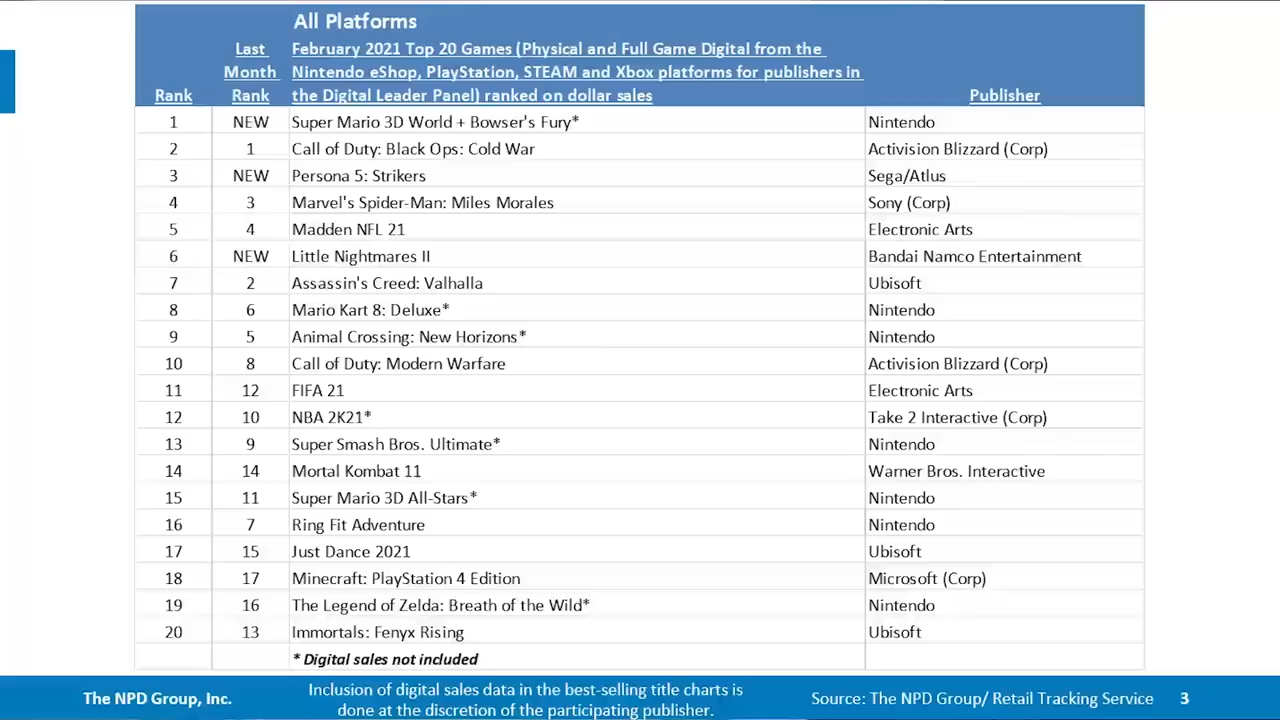 All Platforms
Rank Last Month Rank February 2021 Top 20 Games (Physical and Full Game Digital from the Nintendo eShop, PlayStation, STEAM and Xbox platforms for publishers in the Digital Leader Panel) ranked on dollar sales Publisher
1 NEW Super Mario 3D World + Bowser's Fury* Nintendo
2 1 Call of Duty: Black Ops: Cold War Activision Blizzard (Corp)
3 NEW Persona 5: Strikers Sega/Atlus
4 3 Marvel's Spider-Man: Miles Morales Sony (Corp)
5 4 Madden NFL 21 Electronic Arts
6 NEW Little Nightmares II Bandai Namco Entertainment
7 2 Assassin's Creed: Valhalla Ubisoft
8 6 Mario Kart 8: Deluxe* Nintendo
9 5 Animal Crossing: New Horizons* Nintendo
10 8 Call of Duty: Modern Warfare Activision Blizzard (Corp)
11 12 FIFA 21 Electronic Arts
12 10 NBA 2K21* Take 2 Interactive (Corp)
13 9 Super Smash Bros. Ultimate* Nintendo
14 14 Mortal Kombat 11 Warner Bros. Interactive
15 11 Super Mario 3D All-Stars* Nintendo
16 7 Ring Fit Adventure Nintendo
17 15 Just Dance 2021 Ubisoft
18 17 Minecraft: PlayStation 4 Edition Microsoft (Corp)
19 16 The Legend of Zelda: Breath of the Wild* Nintendo
20 13 Immortals: Fenyx Rising Ubisoft
* Digital sales not included
The NPD Group, Inc.
Inclusion of digital sales data in the best-selling title charts is
done at the discretion of the participating publisher.
Source: The NPD Group/ Retail Tracking Service 3